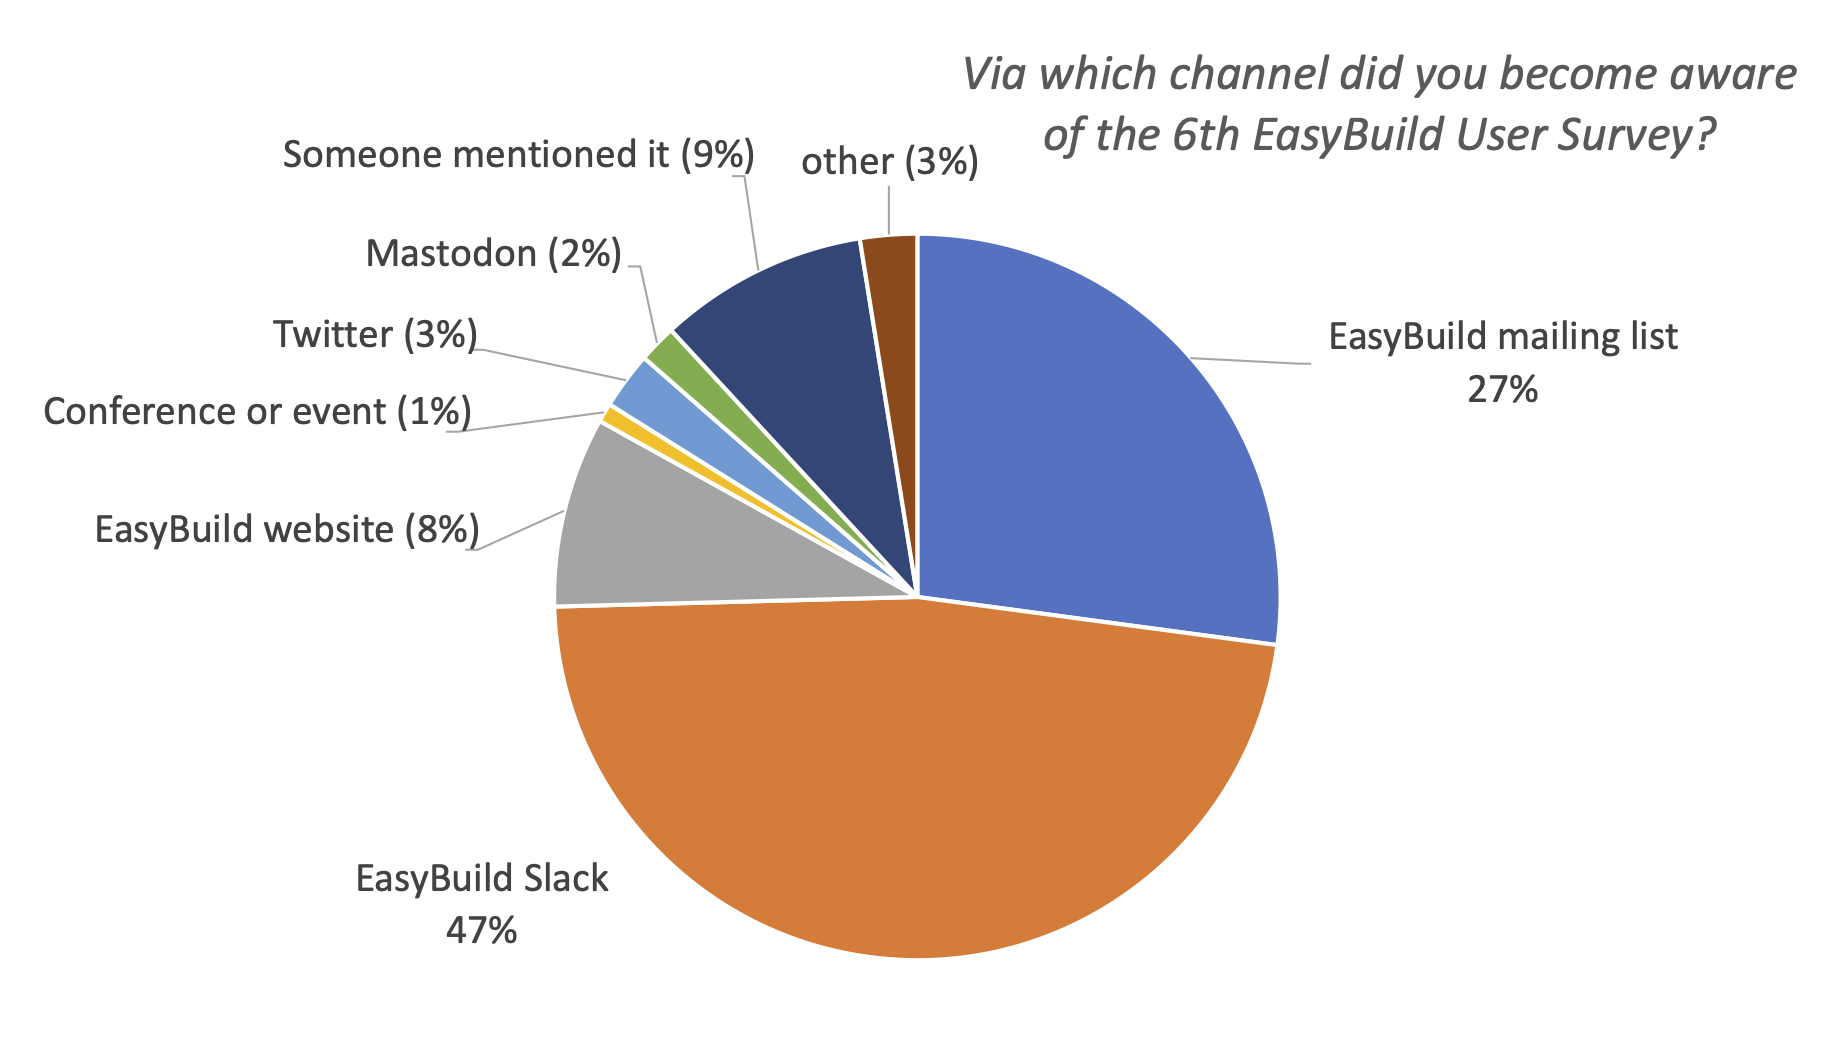 Via which channel did you become aware
of the 6th EasyBuild User Survey?
Someone mentioned it (9%)
other (3%)
Mastodon (2%)
Twitter (3%)
EasyBuild mailing list
27%
Conference or event (1%)
EasyBuild website (8%)
EasyBuild Slack
47%